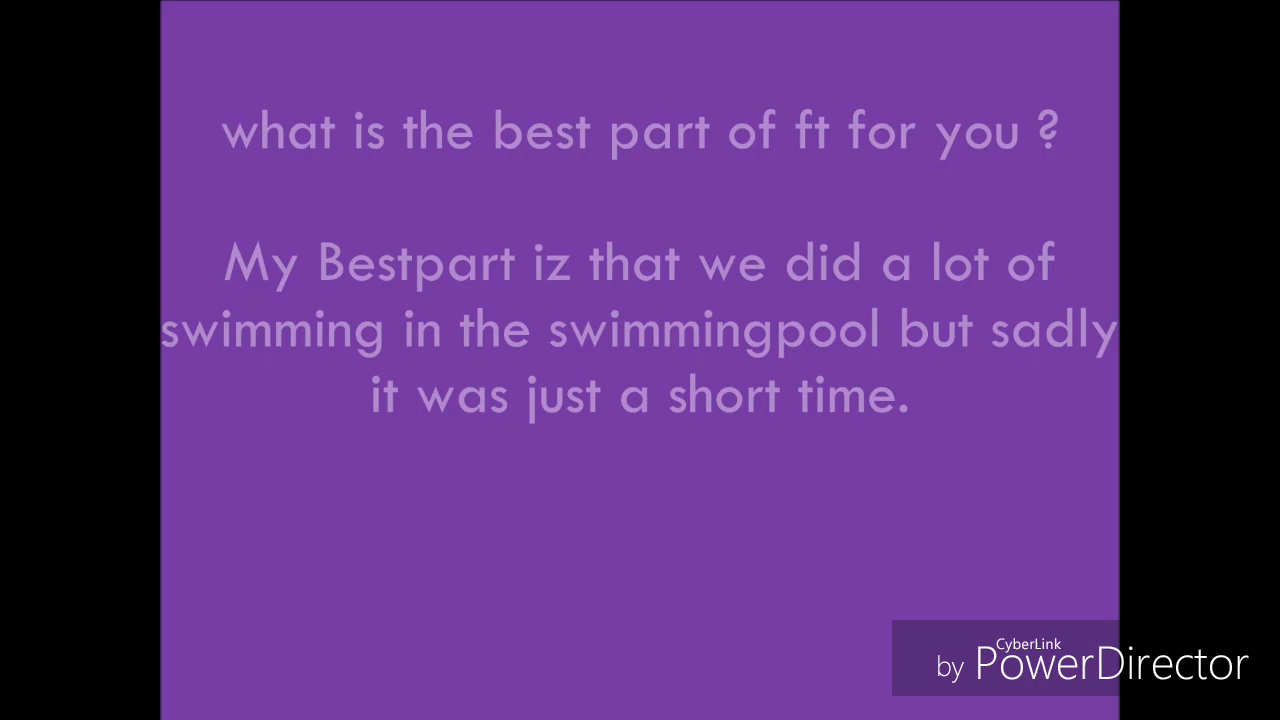 what is the best part of ft for you ?
My Bestpart iz that we did a lot of
swimming in the swimmingpool but sadly
it was just a short time.
CyberLink
by PowerDirector